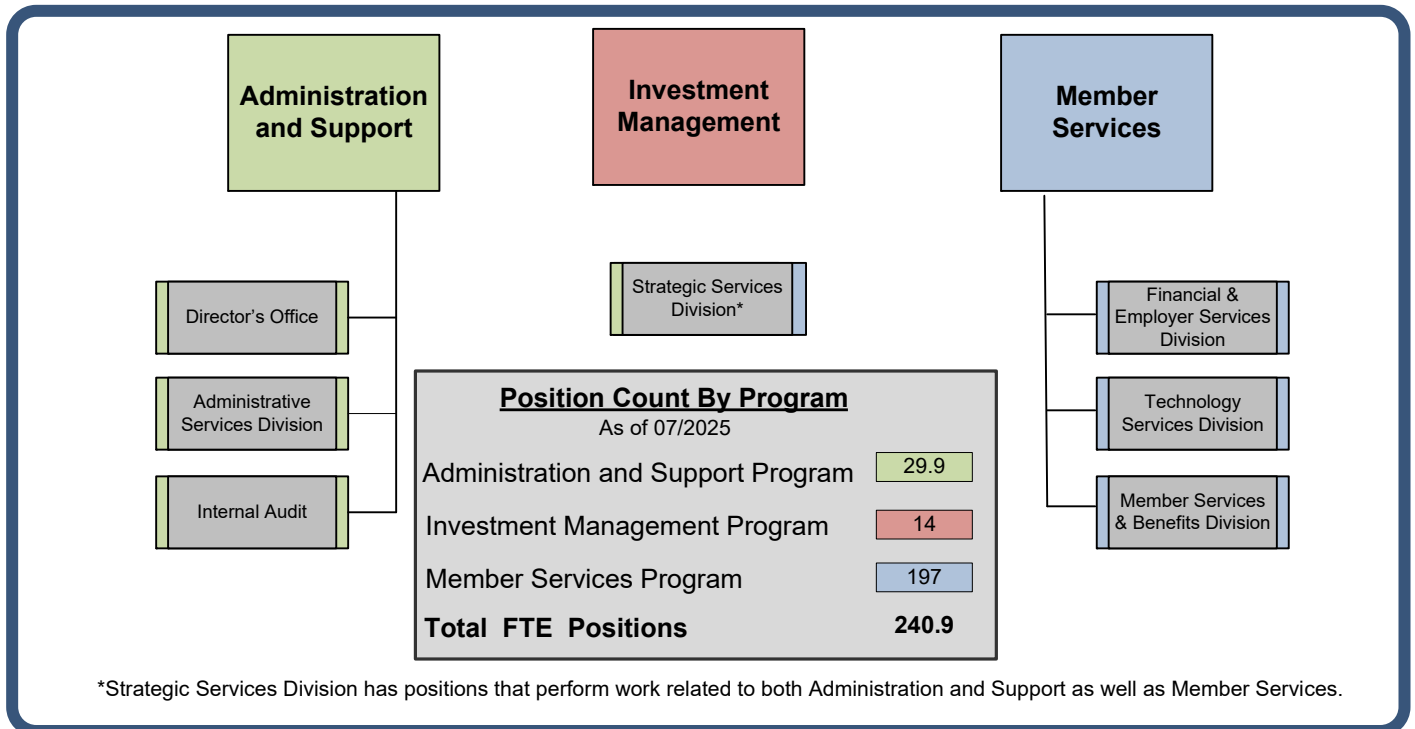 Administration
and Support
Investment
Management
Member
Services
Director's Office
Administrative
Services Division
Internal Audit
Strategic Services
Division*
Financial &
Employer Services
Division
Technology
Services Division
Member Services
& Benefits Division
Position Count By Program
As of 07/2025
Administration and Support Program 29.9
Investment Management Program 14
Member Services Program 197
Total FTE Positions 240.9
*Strategic Services Division has positions that perform work related to both Administration and Support as well as Member Services.